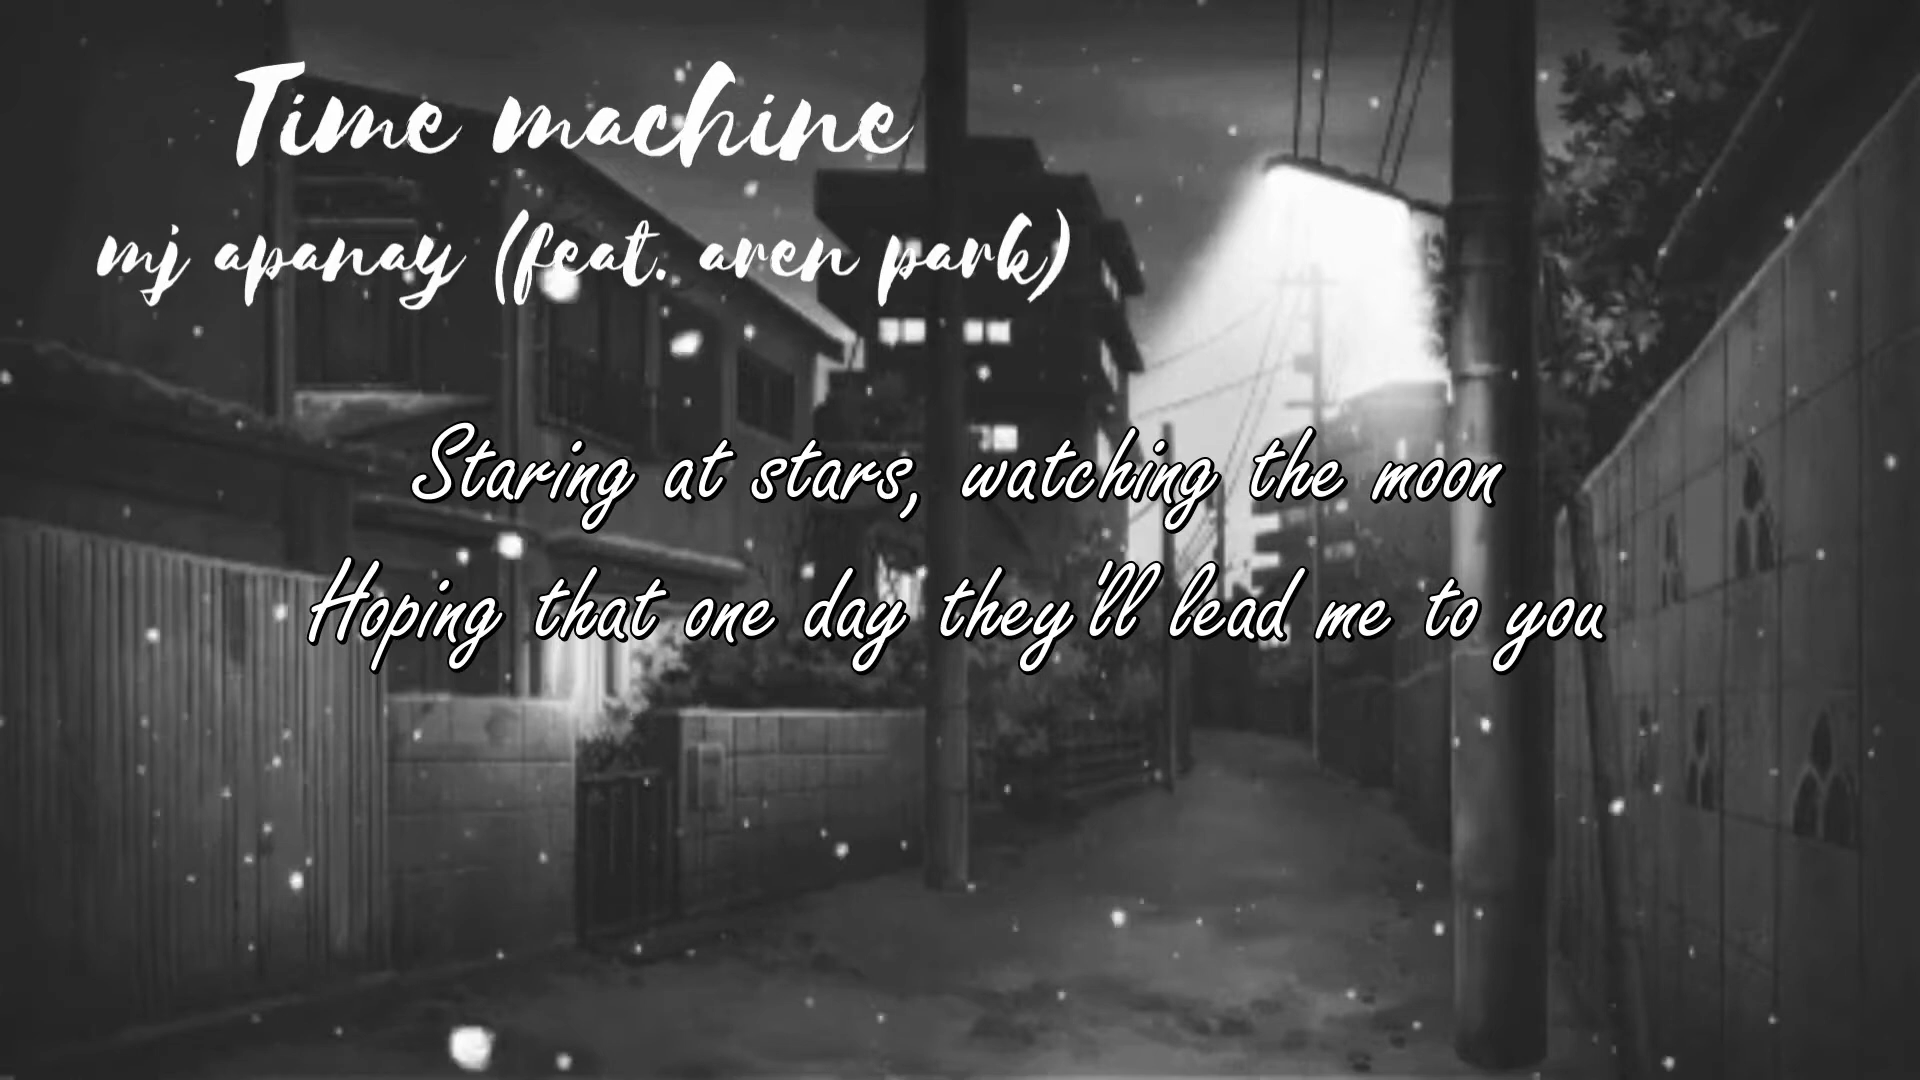 Time machine
mj apanay (feat. aren park)
Staring at stars, watching the moon
Hoping that one day they'll lead me to you